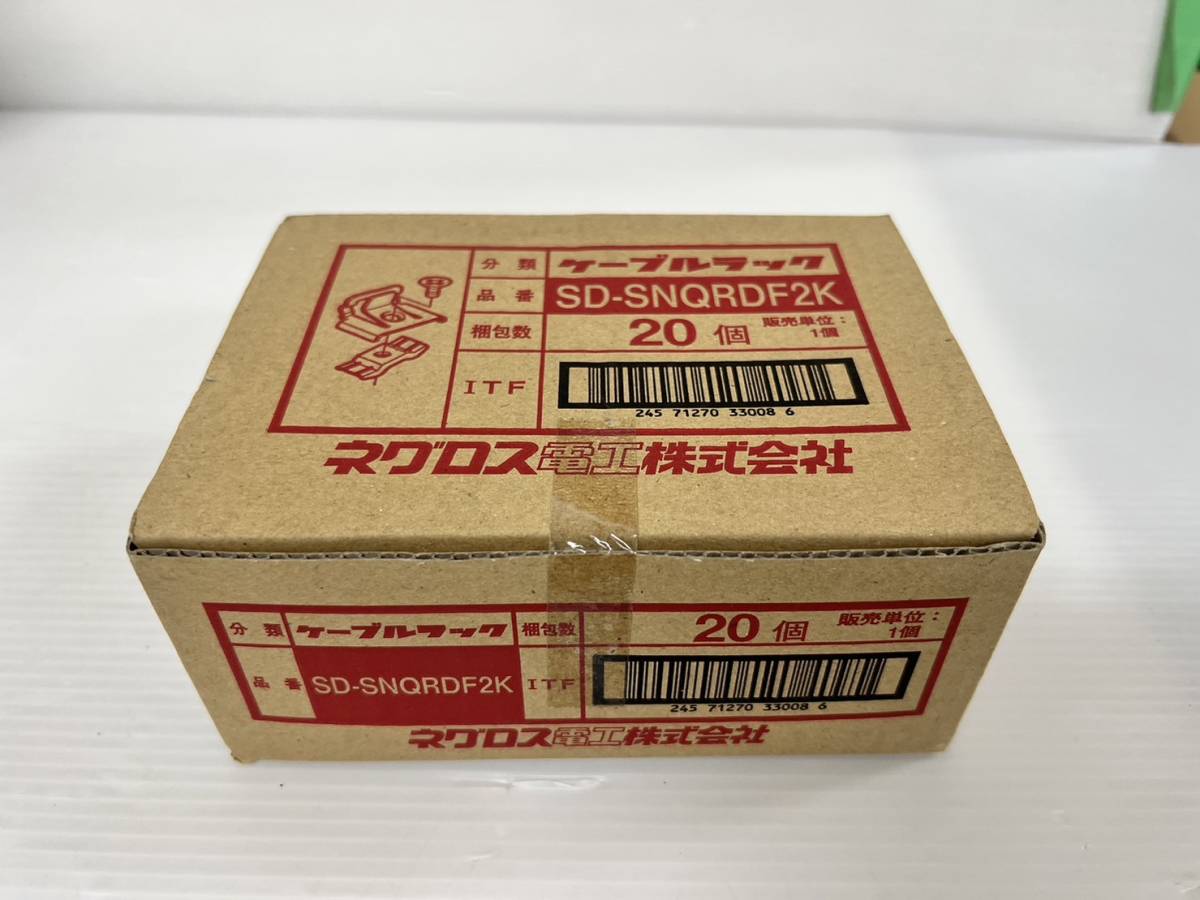 分類 ケーブルラック
品番 SD-SNQRDF2K
梱包数 20個 販売単位：1個
ITF
245 71270 33008 6
ネグロス電工株式会社
分類 ケーブルラック 梱包数 20個 販売単位：1個
品番 SD-SNQRDF2K ITF
245 71270 33008 6
ネグロス電工株式会社